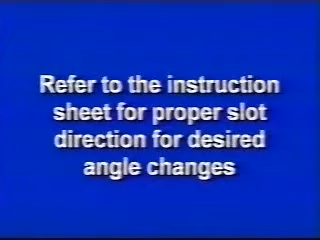 Refer to the instruction
sheet for proper slot
direction for desired
angle changes